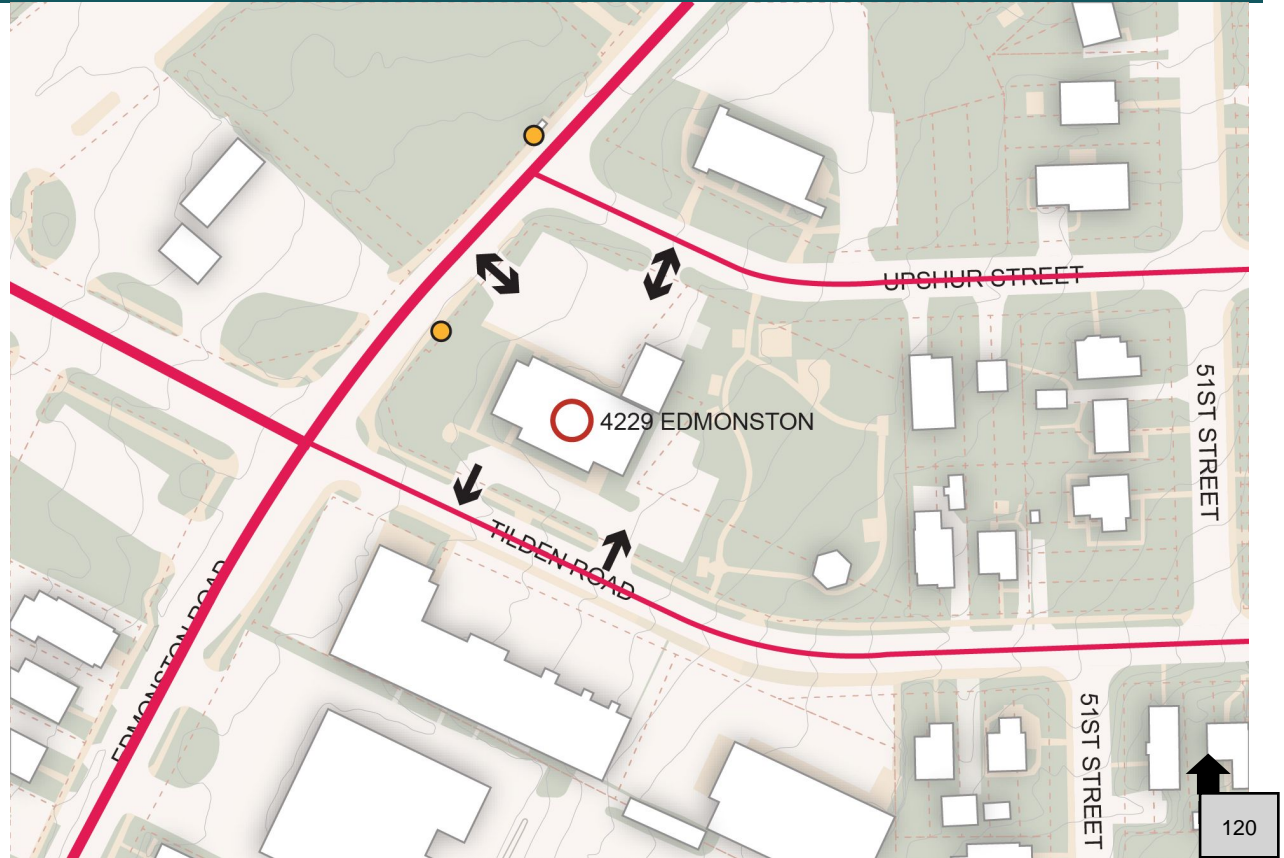 UPSHUR STREET
51ST STREET
4229 EDMONSTON
TILDEN ROAD
EDMONSTON ROAD
51ST STREET
120